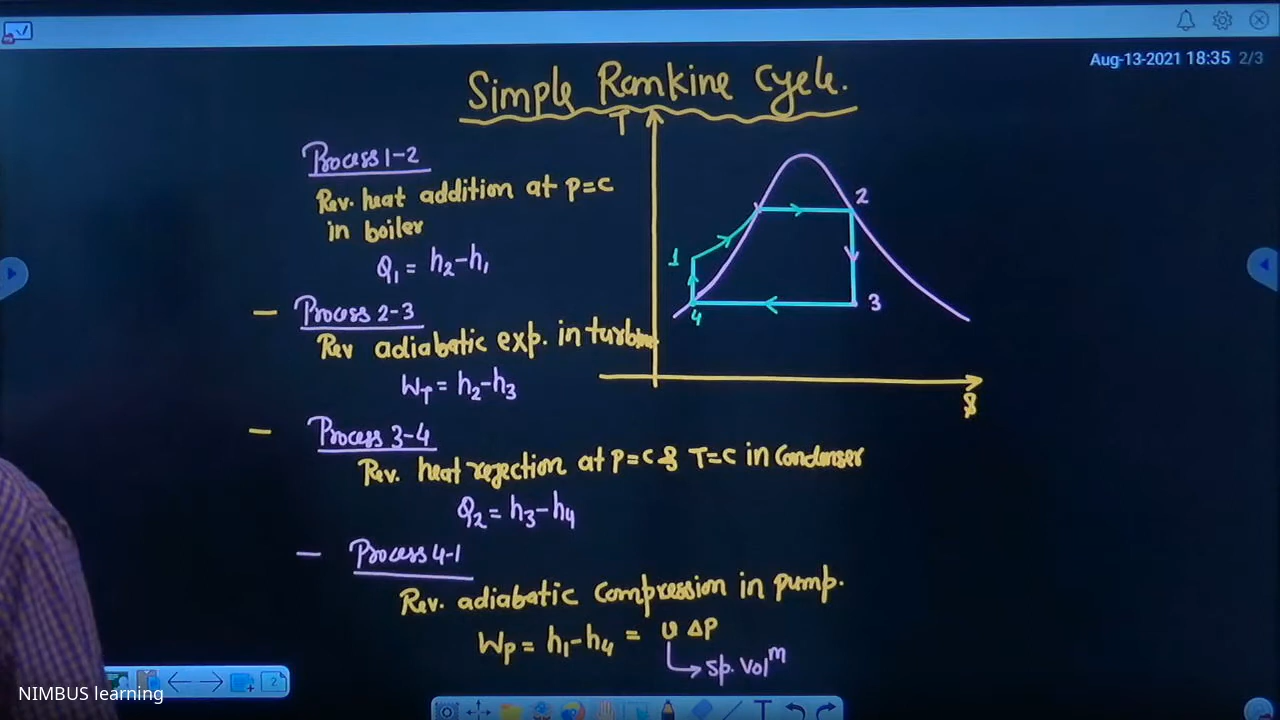 Aug-13-2021 18:35 2/3
Simple Rankine Cycle.
Process 1-2
Rev. heat addition at P=C
in boiler
Q₁ = h₂-h₁
- Process 2-3
Rev adiabatic exp. in turbine
W_T = h₂-h₃
- Process 3-4
Rev. heat rejection at P=C & T=C in Condenser
Q₂ = h₃-h₄
- Process 4-1
Rev. adiabatic compression in pump.
W_P = h₁-h₄ = υ ΔP
Sp. Volᵐ
T
1
2
3
4
S
NIMBUS learning
2
T